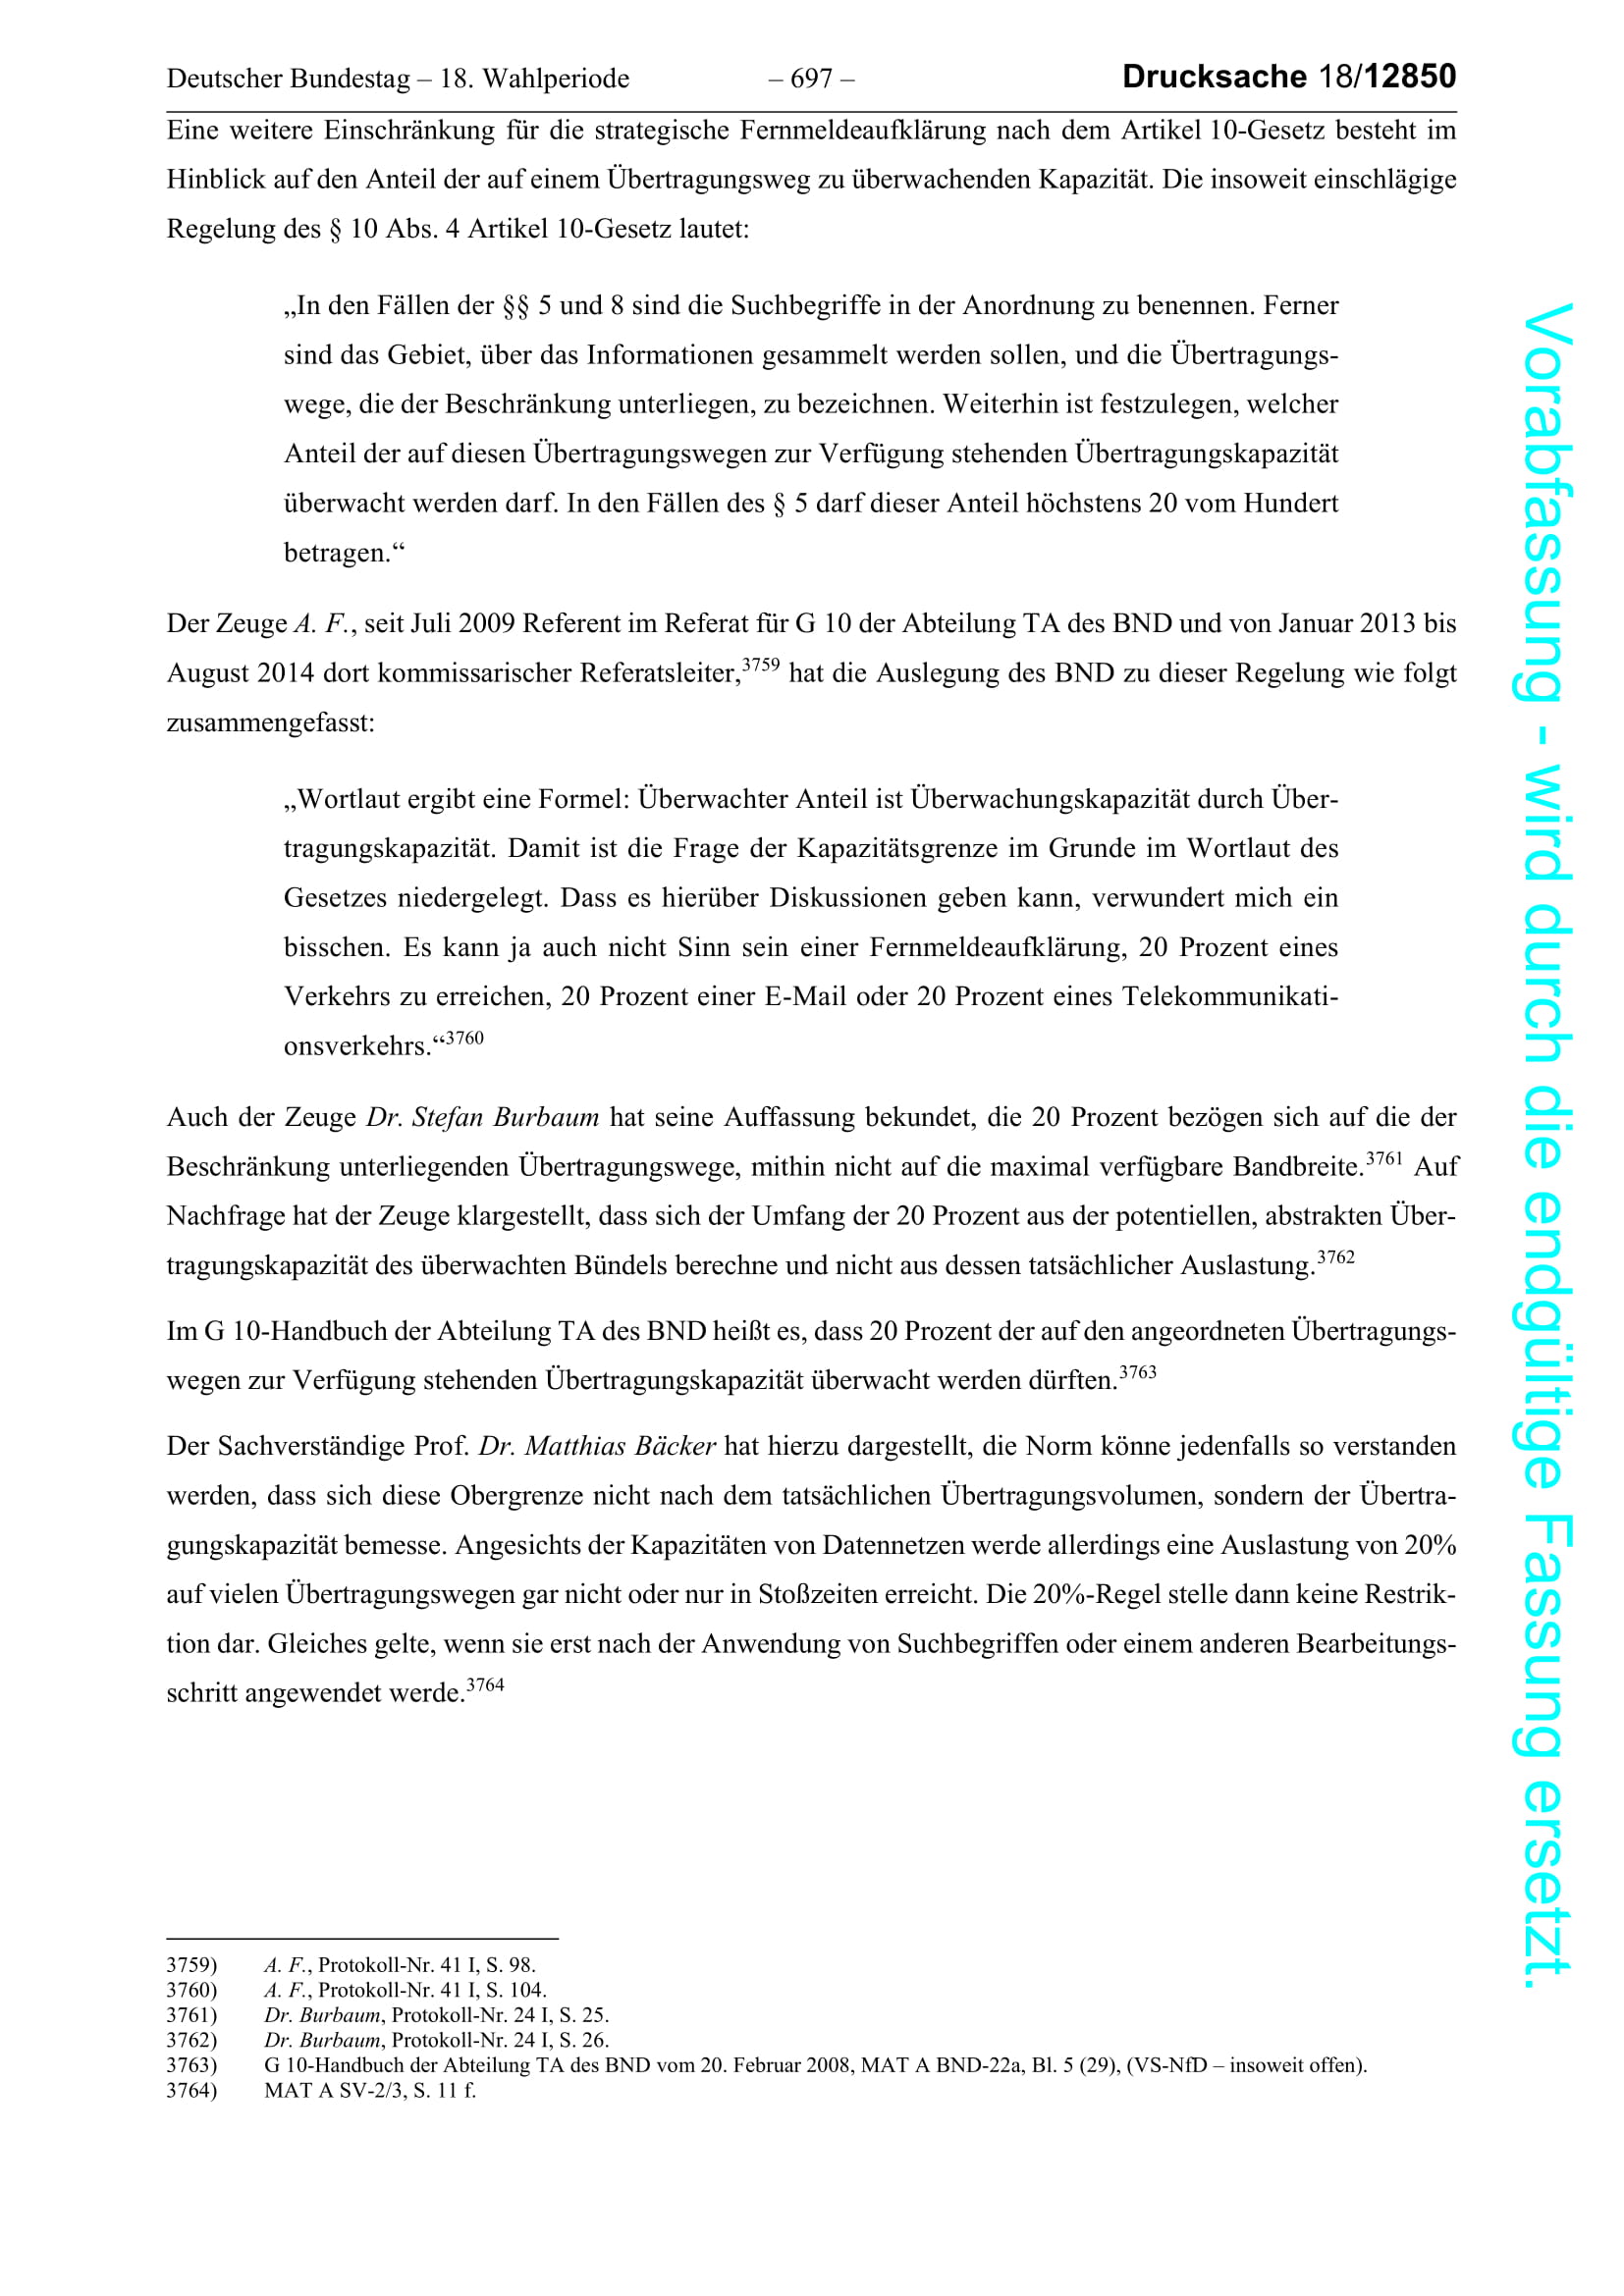 Deutscher Bundestag – 18. Wahlperiode – 697 – Drucksache 18/12850
Eine weitere Einschränkung für die strategische Fernmeldeaufklärung nach dem Artikel 10-Gesetz besteht im
Hinblick auf den Anteil der auf einem Übertragungsweg zu überwachenden Kapazität. Die insoweit einschlägige
Regelung des § 10 Abs. 4 Artikel 10-Gesetz lautet:
„In den Fällen der §§ 5 und 8 sind die Suchbegriffe in der Anordnung zu benennen. Ferner
sind das Gebiet, über das Informationen gesammelt werden sollen, und die Übertragungs-
wege, die der Beschränkung unterliegen, zu bezeichnen. Weiterhin ist festzulegen, welcher
Anteil der auf diesen Übertragungswegen zur Verfügung stehenden Übertragungskapazität
überwacht werden darf. In den Fällen des § 5 darf dieser Anteil höchstens 20 vom Hundert
betragen.“
Der Zeuge A. F., seit Juli 2009 Referent im Referat für G 10 der Abteilung TA des BND und von Januar 2013 bis
August 2014 dort kommissarischer Referatsleiter,3759 hat die Auslegung des BND zu dieser Regelung wie folgt
zusammengefasst:
„Wortlaut ergibt eine Formel: Überwachter Anteil ist Überwachungskapazität durch Über-
tragungskapazität. Damit ist die Frage der Kapazitätsgrenze im Grunde im Wortlaut des
Gesetzes niedergelegt. Dass es hierüber Diskussionen geben kann, verwundert mich ein
bisschen. Es kann ja auch nicht Sinn sein einer Fernmeldeaufklärung, 20 Prozent eines
Verkehrs zu erreichen, 20 Prozent einer E-Mail oder 20 Prozent eines Telekommunikati-
onsverkehrs.“3760
Auch der Zeuge Dr. Stefan Burbaum hat seine Auffassung bekundet, die 20 Prozent bezögen sich auf die der
Beschränkung unterliegenden Übertragungswege, mithin nicht auf die maximal verfügbare Bandbreite.3761 Auf
Nachfrage hat der Zeuge klargestellt, dass sich der Umfang der 20 Prozent aus der potentiellen, abstrakten Über-
tragungskapazität des überwachten Bündels berechne und nicht aus dessen tatsächlicher Auslastung.3762
Im G 10-Handbuch der Abteilung TA des BND heißt es, dass 20 Prozent der auf den angeordneten Übertragungs-
wegen zur Verfügung stehenden Übertragungskapazität überwacht werden dürften.3763
Der Sachverständige Prof. Dr. Matthias Bäcker hat hierzu dargestellt, die Norm könne jedenfalls so verstanden
werden, dass sich diese Obergrenze nicht nach dem tatsächlichen Übertragungsvolumen, sondern der Übertra-
gungskapazität bemesse. Angesichts der Kapazitäten von Datennetzen werde allerdings eine Auslastung von 20%
auf vielen Übertragungswegen gar nicht oder nur in Stoßzeiten erreicht. Die 20%-Regel stelle dann keine Restrik-
tion dar. Gleiches gelte, wenn sie erst nach der Anwendung von Suchbegriffen oder einem anderen Bearbeitungs-
schritt angewendet werde.3764
3759) A. F., Protokoll-Nr. 41 I, S. 98.
3760) A. F., Protokoll-Nr. 41 I, S. 104.
3761) Dr. Burbaum, Protokoll-Nr. 24 I, S. 25.
3762) Dr. Burbaum, Protokoll-Nr. 24 I, S. 26.
3763) G 10-Handbuch der Abteilung TA des BND vom 20. Februar 2008, MAT A BND-22a, Bl. 5 (29), (VS-NfD – insoweit offen).
3764) MAT A SV-2/3, S. 11 f.
Vorabfassung - wird durch die endgültige Fassung ersetzt.